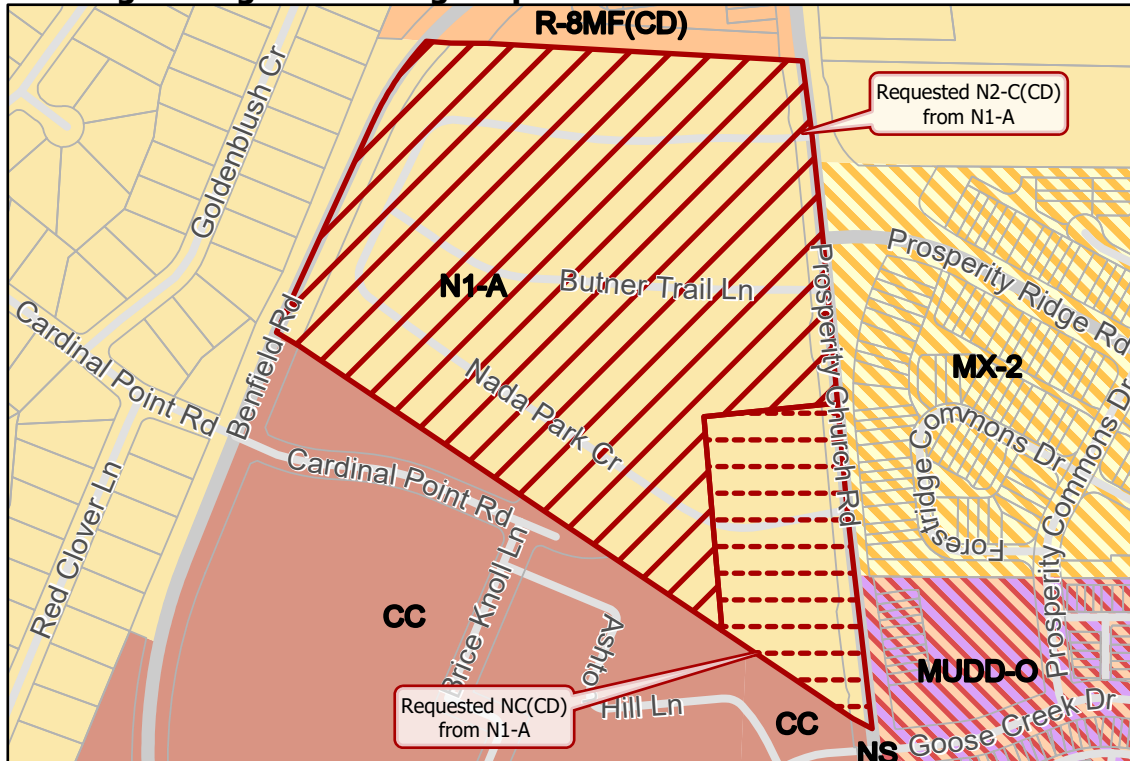 R-8MF(CD)
Goldenblush Cr
Requested N2-C(CD)
from N1-A
Prosperity Ridge Rd
N1-A
Butner Trail Ln
Prosperity Church Rd
MX-2
Cardinal Point Rd
Benfield Rd
Nada Park Cr
Forestridge Commons Dr
Prosperity Commons Dr
Cardinal Point Rd
Red Clover Ln
Brice Knoll Ln
CC
Ashto
Hill Ln
MUDD-O
Requested NC(CD)
from N1-A
CC
NS
Goose Creek Dr